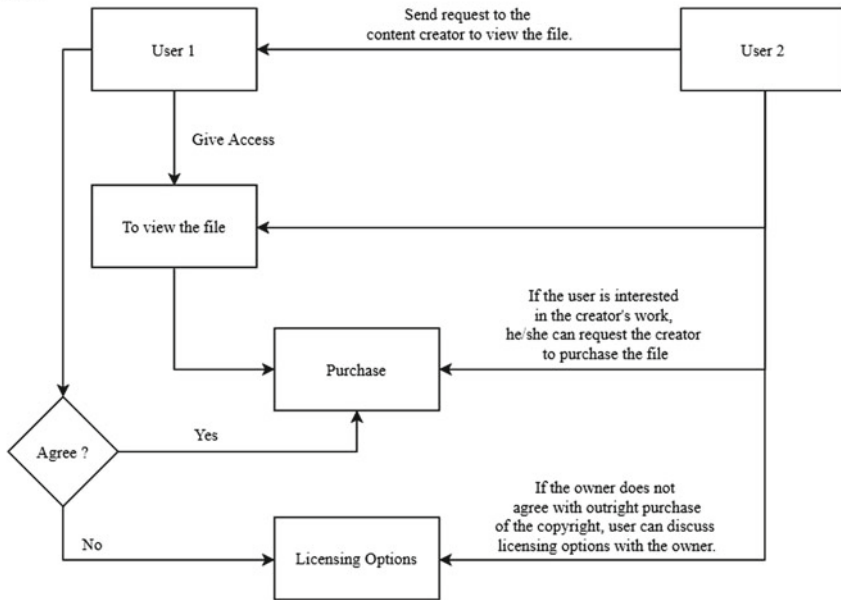 Send request to the
content creator to view the file.
User 1
User 2
Give Access
To view the file
If the user is interested
in the creator's work,
he/she can request the creator
to purchase the file
Purchase
Agree ?
Yes
If the owner does not
agree with outright purchase
of the copyright, user can discuss
licensing options with the owner.
No
Licensing Options